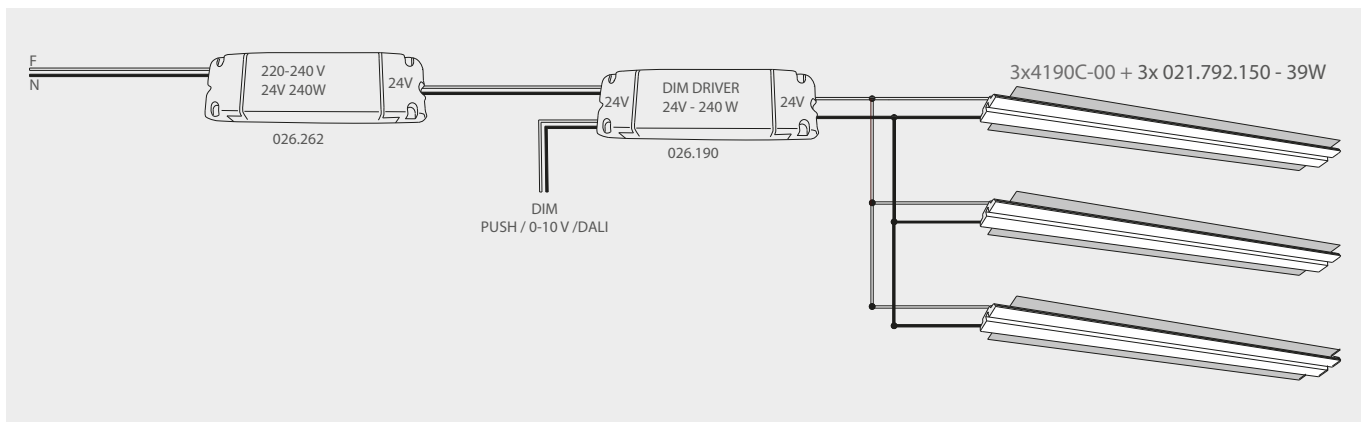 F
N
220-240 V
24V 240W
24V
026.262
24V
DIM DRIVER
24V - 240 W
24V
026.190
DIM
PUSH / 0-10 V /DALI
3x4190C-00 + 3x 021.792.150 - 39W